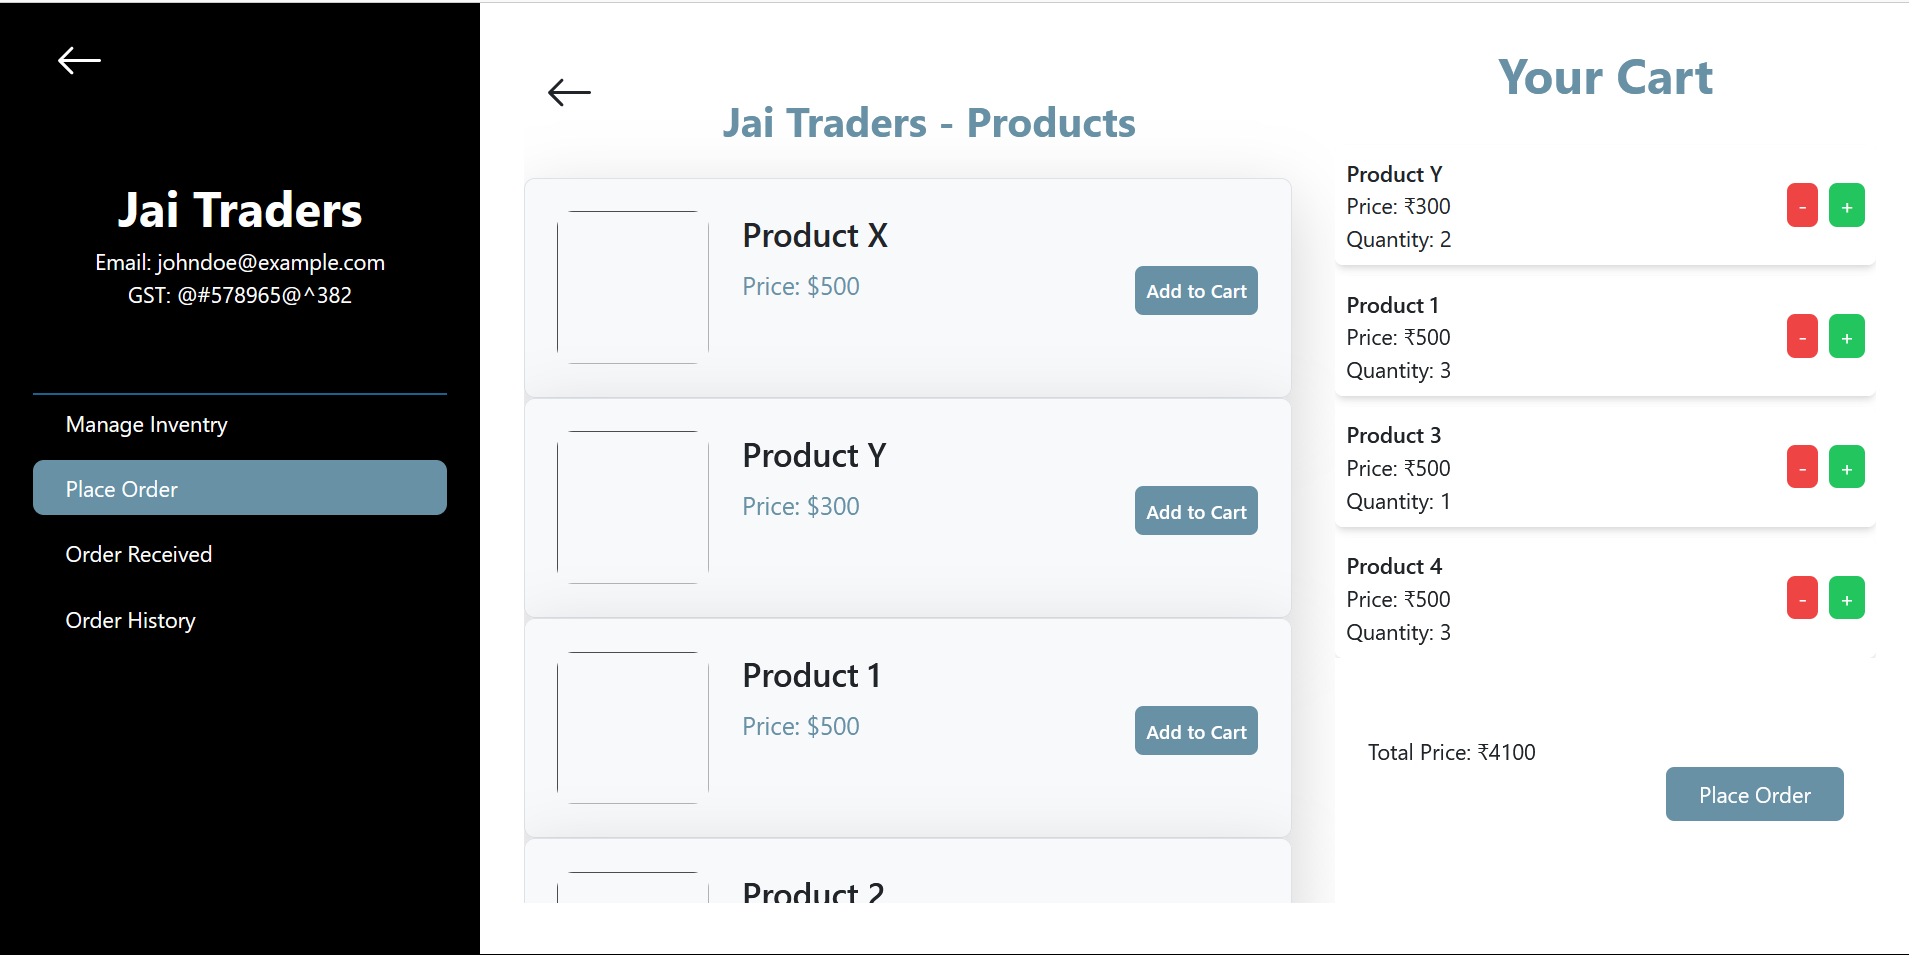 Jai Traders
Email: johndoe@example.com
GST: @#578965@^382
Manage Inventry
Place Order
Order Received
Order History
Jai Traders - Products
Product X
Price: $500
Add to Cart
Product Y
Price: $300
Add to Cart
Product 1
Price: $500
Add to Cart
Product 2
Your Cart
Product Y
Price: ₹300
Quantity: 2
- +
Product 1
Price: ₹500
Quantity: 3
- +
Product 3
Price: ₹500
Quantity: 1
- +
Product 4
Price: ₹500
Quantity: 3
- +
Total Price: ₹4100
Place Order